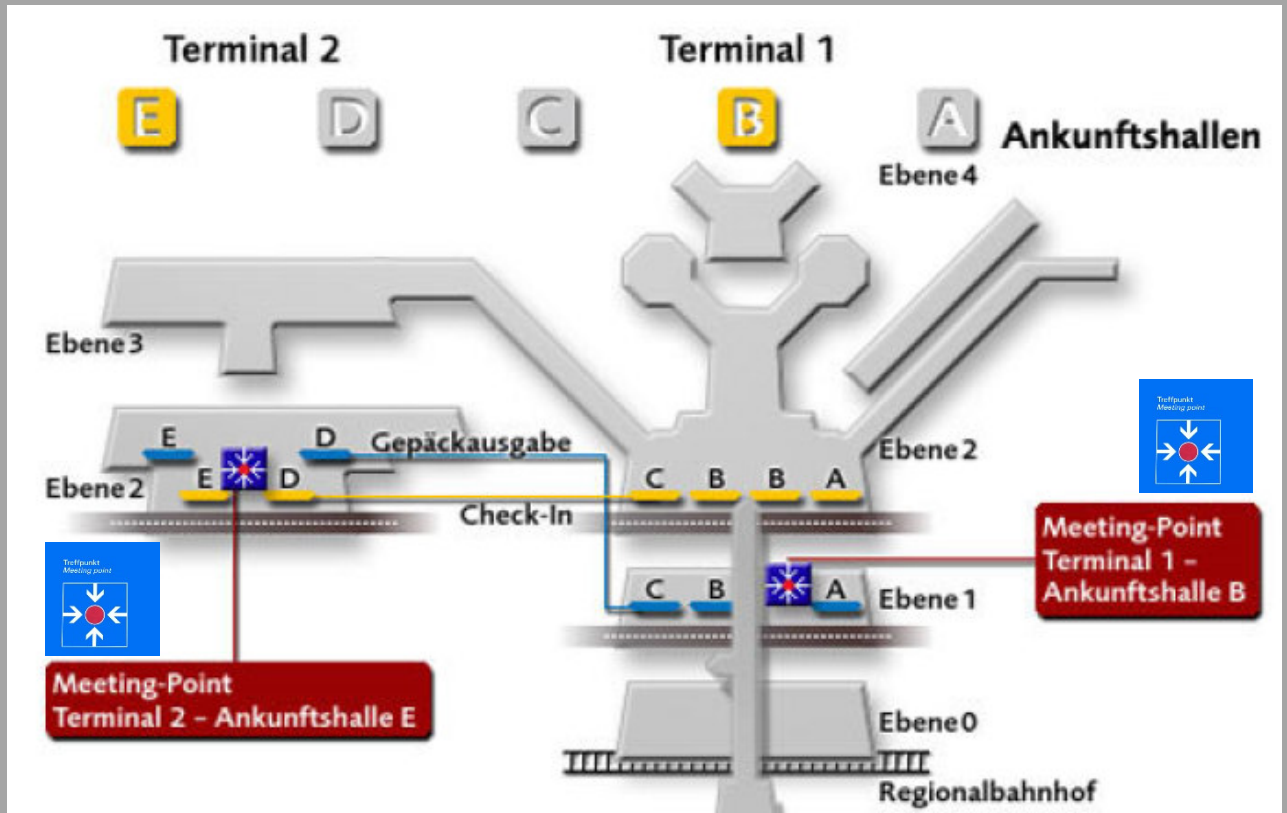 Terminal 2
Terminal 1
E
D
C
B
A
Ankunftshallen
Ebene 4
Ebene 3
Treffpunkt
Meeting point
E
D
Gepäckausgabe
Ebene 2
E
D
C
B
B
A
Ebene 2
Check-In
Meeting-Point
Terminal 1 –
Ankunftshalle B
Treffpunkt
Meeting point
C
B
A
Ebene 1
Meeting-Point
Terminal 2 – Ankunftshalle E
Ebene 0
Regionalbahnhof